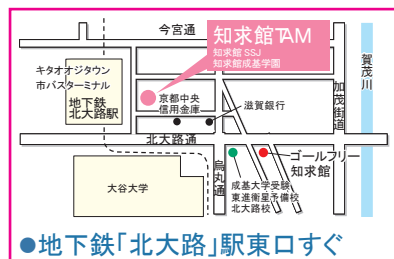 今宮通
知求館TAM
知求館 SSJ
知求館成基学園
賀茂川
キタオオジタウン
市バスターミナル
地下鉄
北大路駅
京都中央
信用金庫
滋賀銀行
加茂街道
北大路通
烏丸通
ゴールフリー
知求館
大谷大学
成基大学受験
東進衛星予備校
北大路校
●地下鉄「北大路」駅東口すぐ